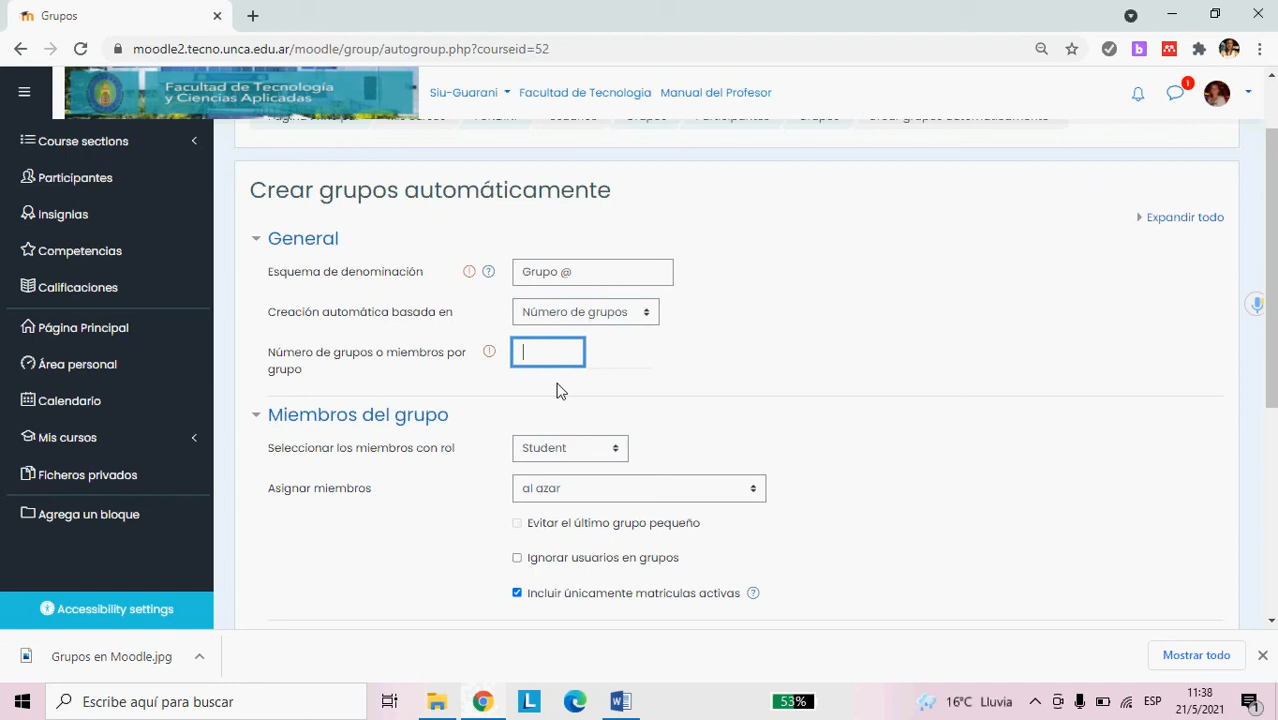 Grupos
moodle2.tecno.unca.edu.ar/moodle/group/autogroup.php?courseid=52
Facultad de Tecnología
y Ciencias Aplicadas
Siu-Guarani
Facultad de Tecnologia
Manual del Profesor
1
Course sections
Participantes
Insignias
Competencias
Calificaciones
Página Principal
Área personal
Calendario
Mis cursos
Ficheros privados
Agrega un bloque
Accessibility settings
Crear grupos automáticamente
Expandir todo
General
Esquema de denominación
Grupo @
Creación automática basada en
Número de grupos
Número de grupos o miembros por
grupo
Miembros del grupo
Seleccionar los miembros con rol
Student
Asignar miembros
al azar
Evitar el último grupo pequeño
Ignorar usuarios en grupos
Incluir únicamente matriculas activas
Grupos en Moodle.jpg
Mostrar todo
Escribe aquí para buscar
L
53%
16°C Lluvia
ESP
11:38
21/5/2021
1